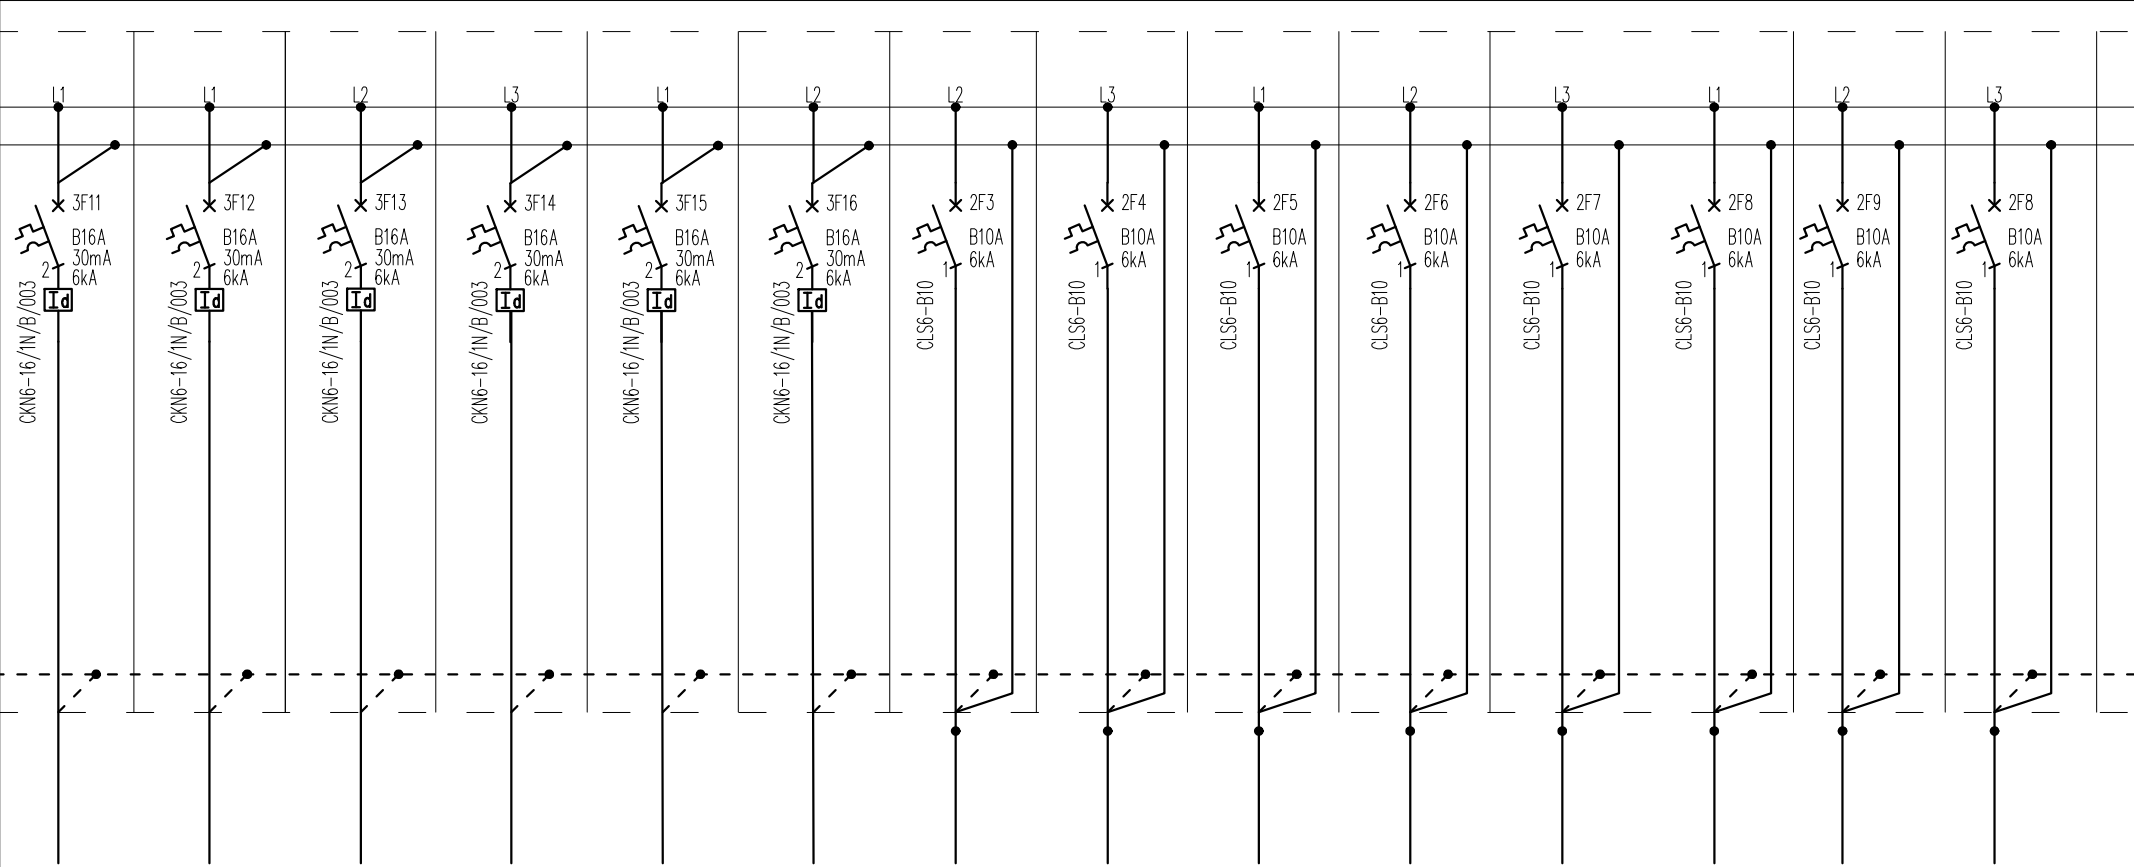 L1
L1
L2
L3
L1
L2
L2
L3
L1
L2
L3
L1
L2
L3
3F11
B16A
30mA
6kA
2
Id
CKN6-16/1N/B/003
3F12
B16A
30mA
6kA
2
Id
CKN6-16/1N/B/003
3F13
B16A
30mA
6kA
2
Id
CKN6-16/1N/B/003
3F14
B16A
30mA
6kA
2
Id
CKN6-16/1N/B/003
3F15
B16A
30mA
6kA
2
Id
CKN6-16/1N/B/003
3F16
B16A
30mA
6kA
2
Id
CKN6-16/1N/B/003
2F3
B10A
6kA
1
CLS6-B10
2F4
B10A
6kA
1
CLS6-B10
2F5
B10A
6kA
1
CLS6-B10
2F6
B10A
6kA
1
CLS6-B10
2F7
B10A
6kA
1
CLS6-B10
2F8
B10A
6kA
1
CLS6-B10
2F9
B10A
6kA
1
CLS6-B10
2F8
B10A
6kA
1
CLS6-B10